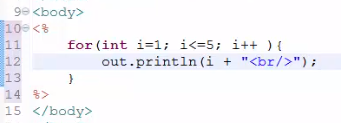 9 <body>
10 <%
11 for(int i=1; i<=5; i++ ){
12 out.println(i + "<br/>");
13 }
14 %>
15 </body>